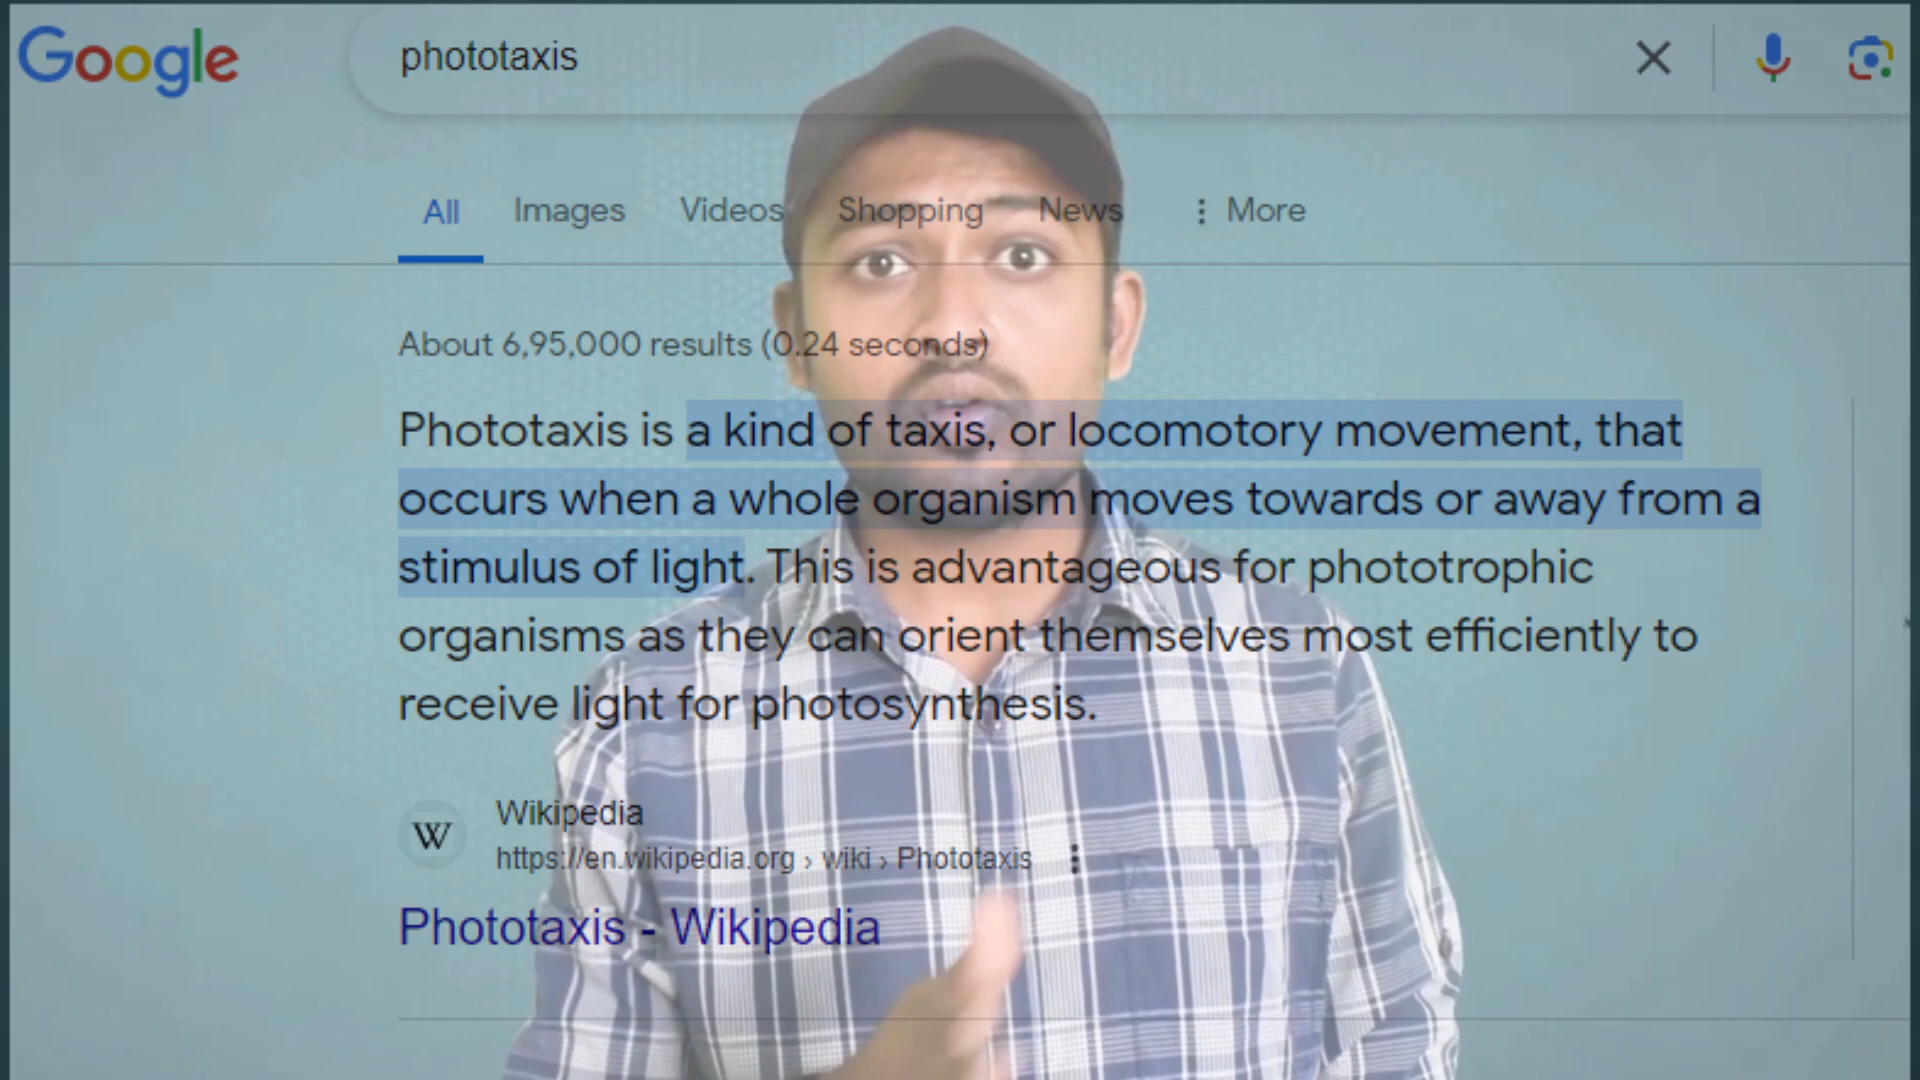 Google
phototaxis
All Images Videos Shopping News More
About 6,95,000 results (0.24 seconds)
Phototaxis is a kind of taxis, or locomotory movement, that
occurs when a whole organism moves towards or away from a
stimulus of light. This is advantageous for phototrophic
organisms as they can orient themselves most efficiently to
receive light for photosynthesis.
W
Wikipedia
https://en.wikipedia.org › wiki › Phototaxis
Phototaxis - Wikipedia